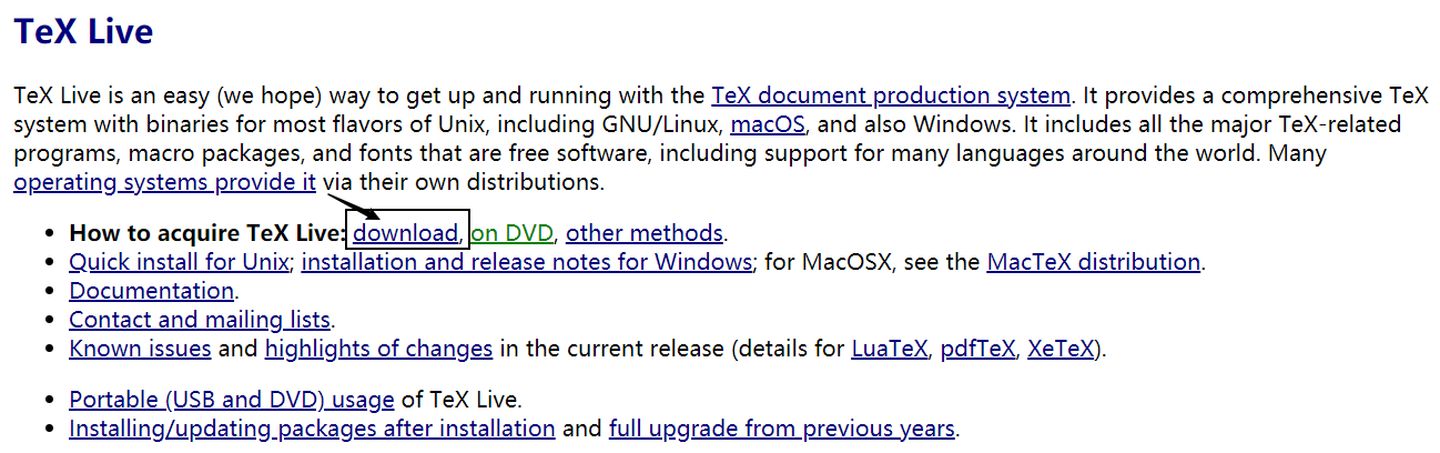 TeX Live
TeX Live is an easy (we hope) way to get up and running with the TeX document production system. It provides a comprehensive TeX
system with binaries for most flavors of Unix, including GNU/Linux, macOS, and also Windows. It includes all the major TeX-related
programs, macro packages, and fonts that are free software, including support for many languages around the world. Many
operating systems provide it via their own distributions.
• How to acquire TeX Live: download, on DVD, other methods.
• Quick install for Unix; installation and release notes for Windows; for MacOSX, see the MacTeX distribution.
• Documentation.
• Contact and mailing lists.
• Known issues and highlights of changes in the current release (details for LuaTeX, pdfTeX, XeTeX).
• Portable (USB and DVD) usage of TeX Live.
• Installing/updating packages after installation and full upgrade from previous years.